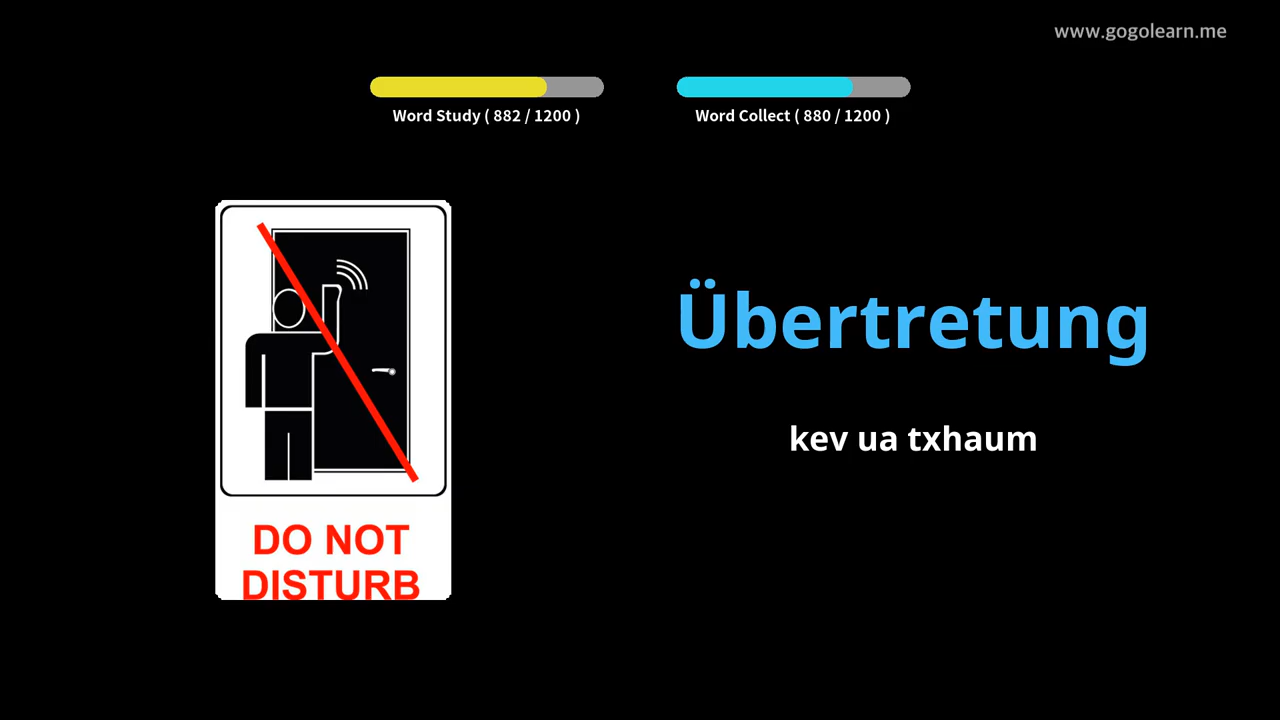 www.gogolearn.me
Word Study ( 882 / 1200 )
Word Collect ( 880 / 1200 )
Übertretung
kev ua txhaum
DO NOT
DISTURB